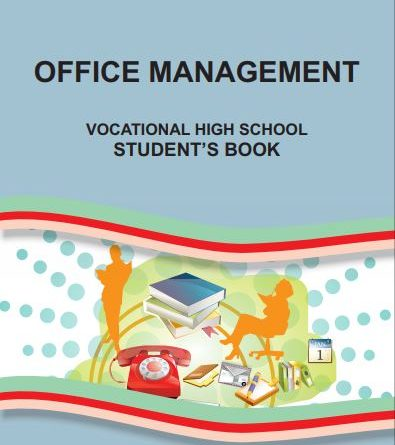 OFFICE MANAGEMENT
VOCATIONAL HIGH SCHOOL
STUDENT'S BOOK
1